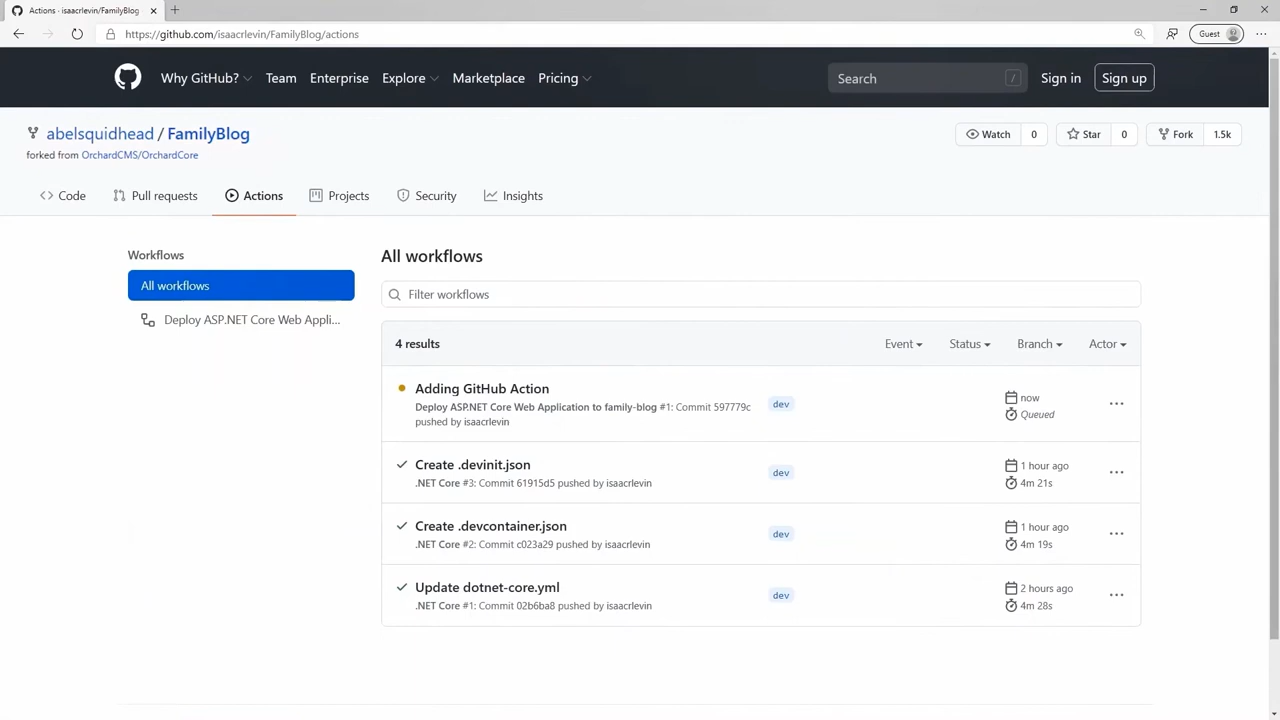 Actions · isaacrlevin/FamilyBlog
https://github.com/isaacrlevin/FamilyBlog/actions
Guest
Why GitHub? Team Enterprise Explore Marketplace Pricing
Search /
Sign in Sign up
abelsquidhead / FamilyBlog
forked from OrchardCMS/OrchardCore
Watch 0 Star 0 Fork 1.5k
Code Pull requests Actions Projects Security Insights
Workflows
All workflows
Deploy ASP.NET Core Web Appli...
All workflows
Filter workflows
4 results Event Status Branch Actor
Adding GitHub Action
Deploy ASP.NET Core Web Application to family-blog #1: Commit 597779c
pushed by isaacrlevin
dev
now
Queued
Create .devinit.json
.NET Core #3: Commit 61915d5 pushed by isaacrlevin
dev
1 hour ago
4m 21s
Create .devcontainer.json
.NET Core #2: Commit c023a29 pushed by isaacrlevin
dev
1 hour ago
4m 19s
Update dotnet-core.yml
.NET Core #1: Commit 02b6ba8 pushed by isaacrlevin
dev
2 hours ago
4m 28s